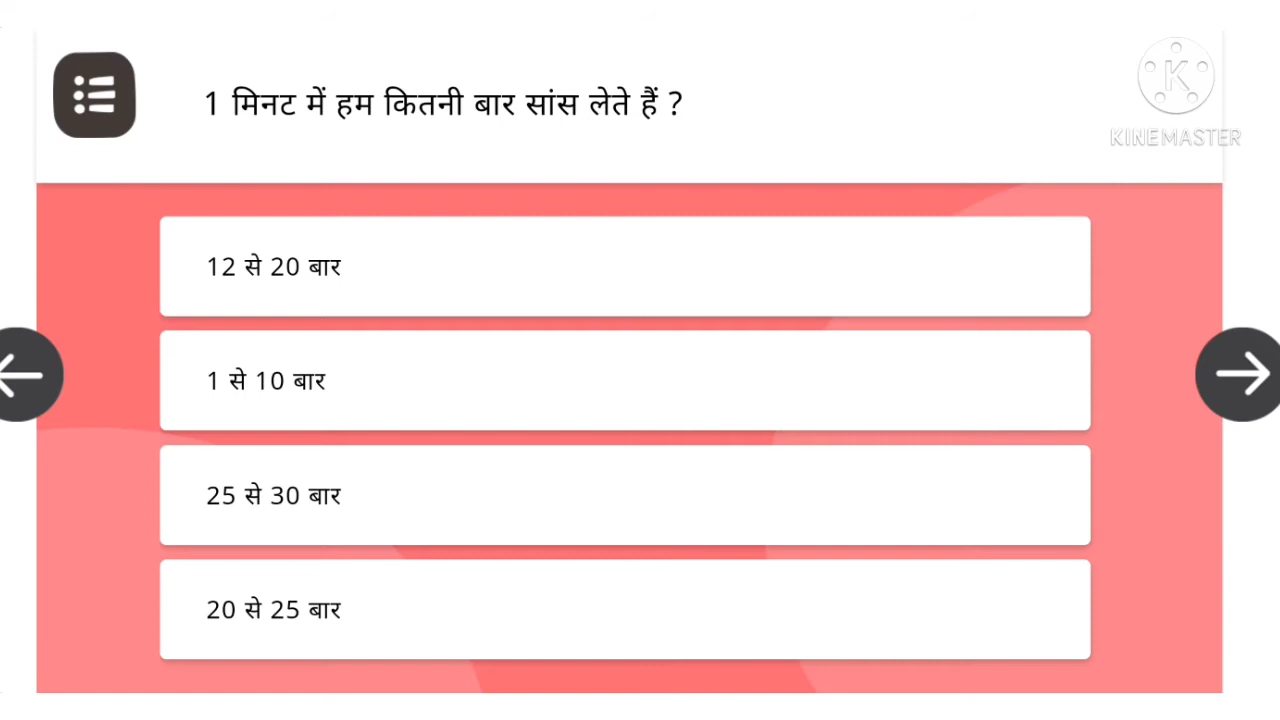 1 मिनट में हम कितनी बार सांस लेते हैं ?
K
KINEMASTER
12 से 20 बार
1 से 10 बार
25 से 30 बार
20 से 25 बार